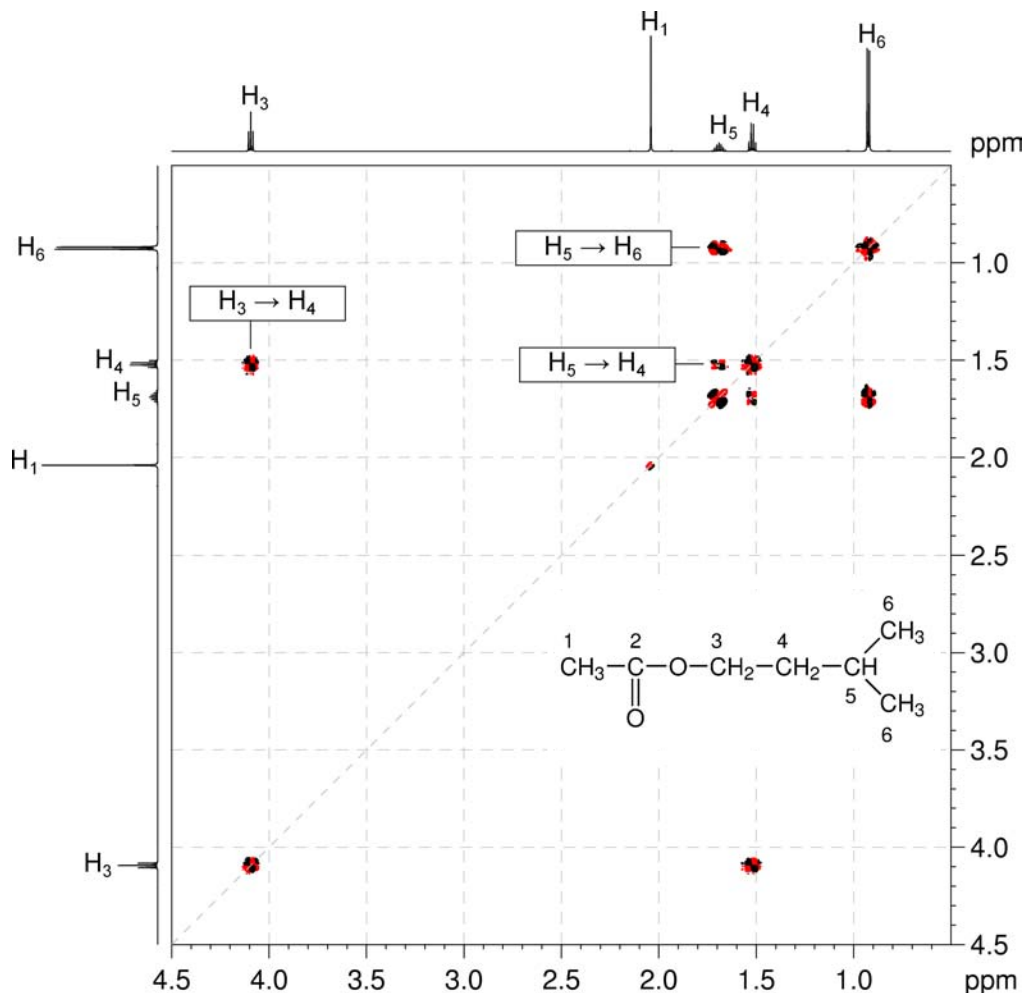 H₁
H₆
H₃
H₅
H₄
ppm
H₆
H₅ → H₆
1.0
H₃ → H₄
H₄
H₅ → H₄
1.5
H₅
H₁
2.0
2.5
6
1 2 3 4 CH₃
CH₃–C–O–CH₂–CH₂–CH
O 5 CH₃
6
3.0
3.5
H₃
4.0
4.5
4.5 4.0 3.5 3.0 2.5 2.0 1.5 1.0 ppm